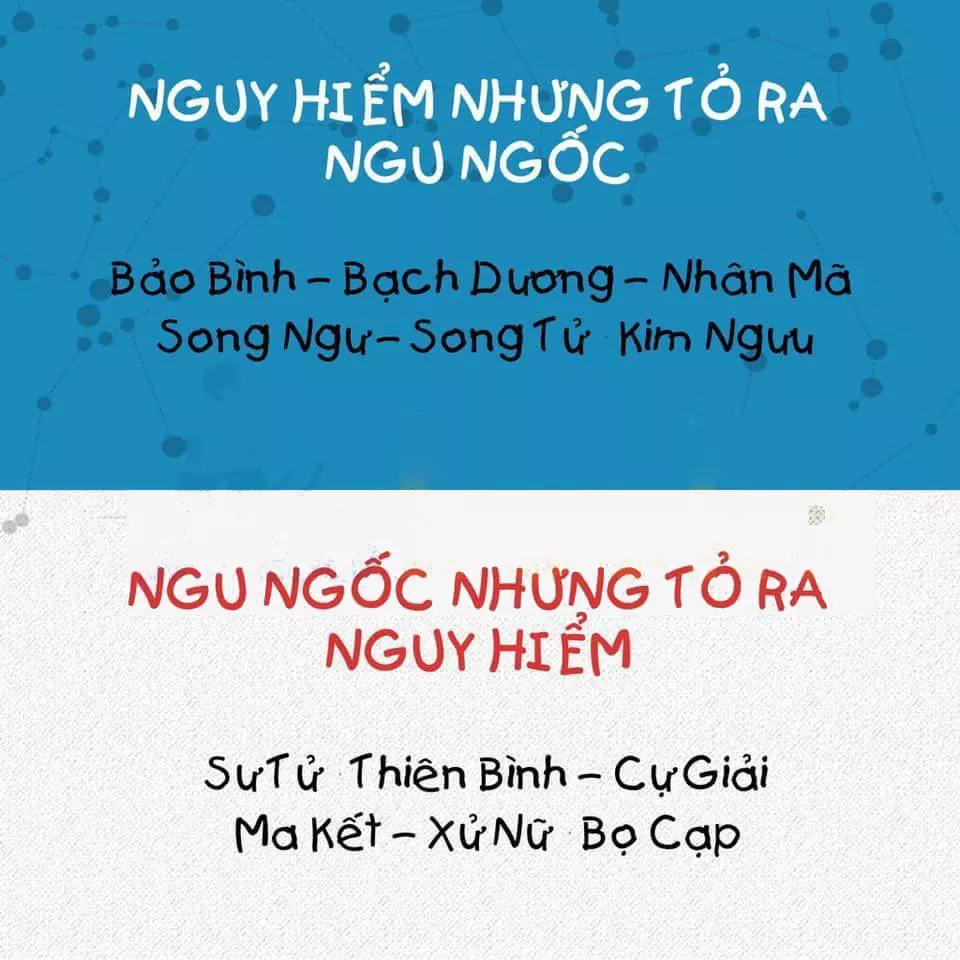 NGUY HIỂM NHƯNG TỎ RA
NGU NGỐC
Bảo Bình – Bạch Dương – Nhân Mã
Song Ngư – Song Tử Kim Ngưu
NGU NGỐC NHƯNG TỎ RA
NGUY HIỂM
Sư Tử Thiên Bình – Cự Giải
Ma Kết – Xử Nữ Bọ Cạp